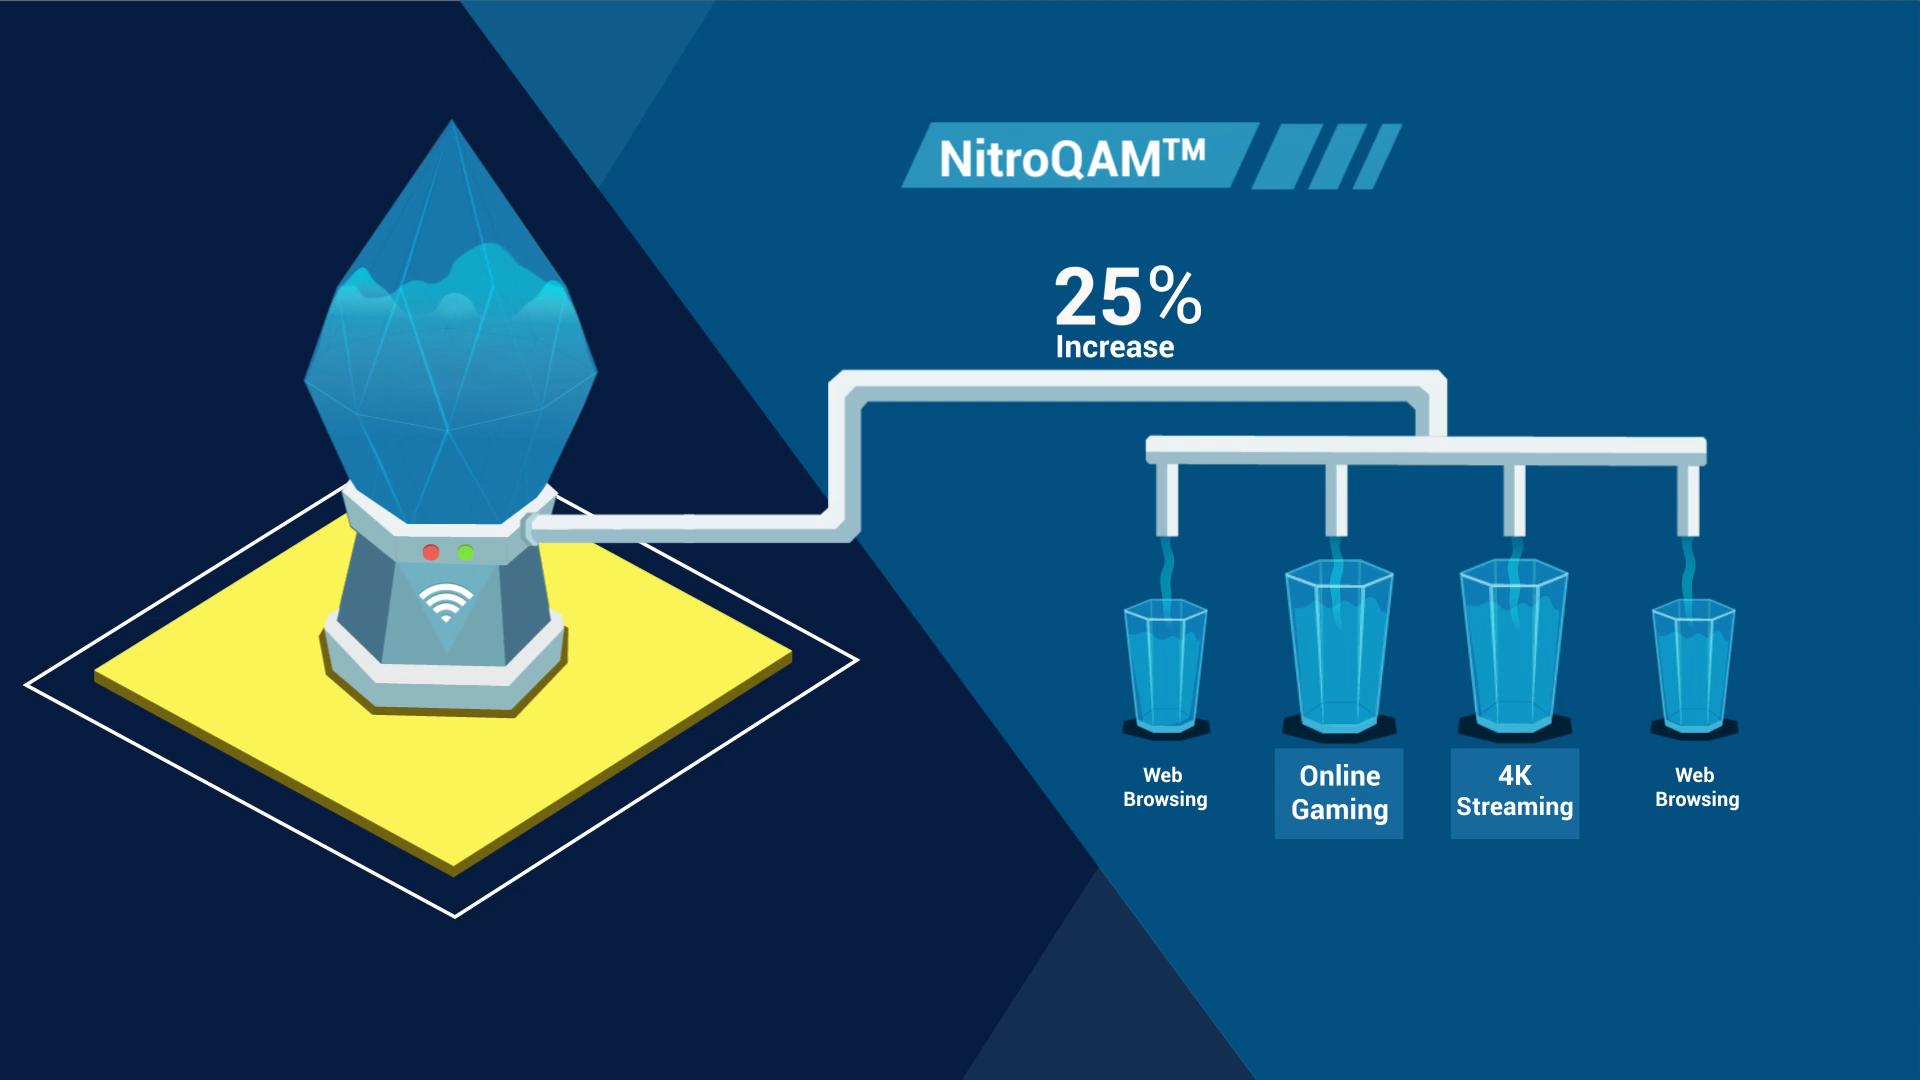 NitroQAM™
25%
Increase
Web
Browsing
Online
Gaming
4K
Streaming
Web
Browsing